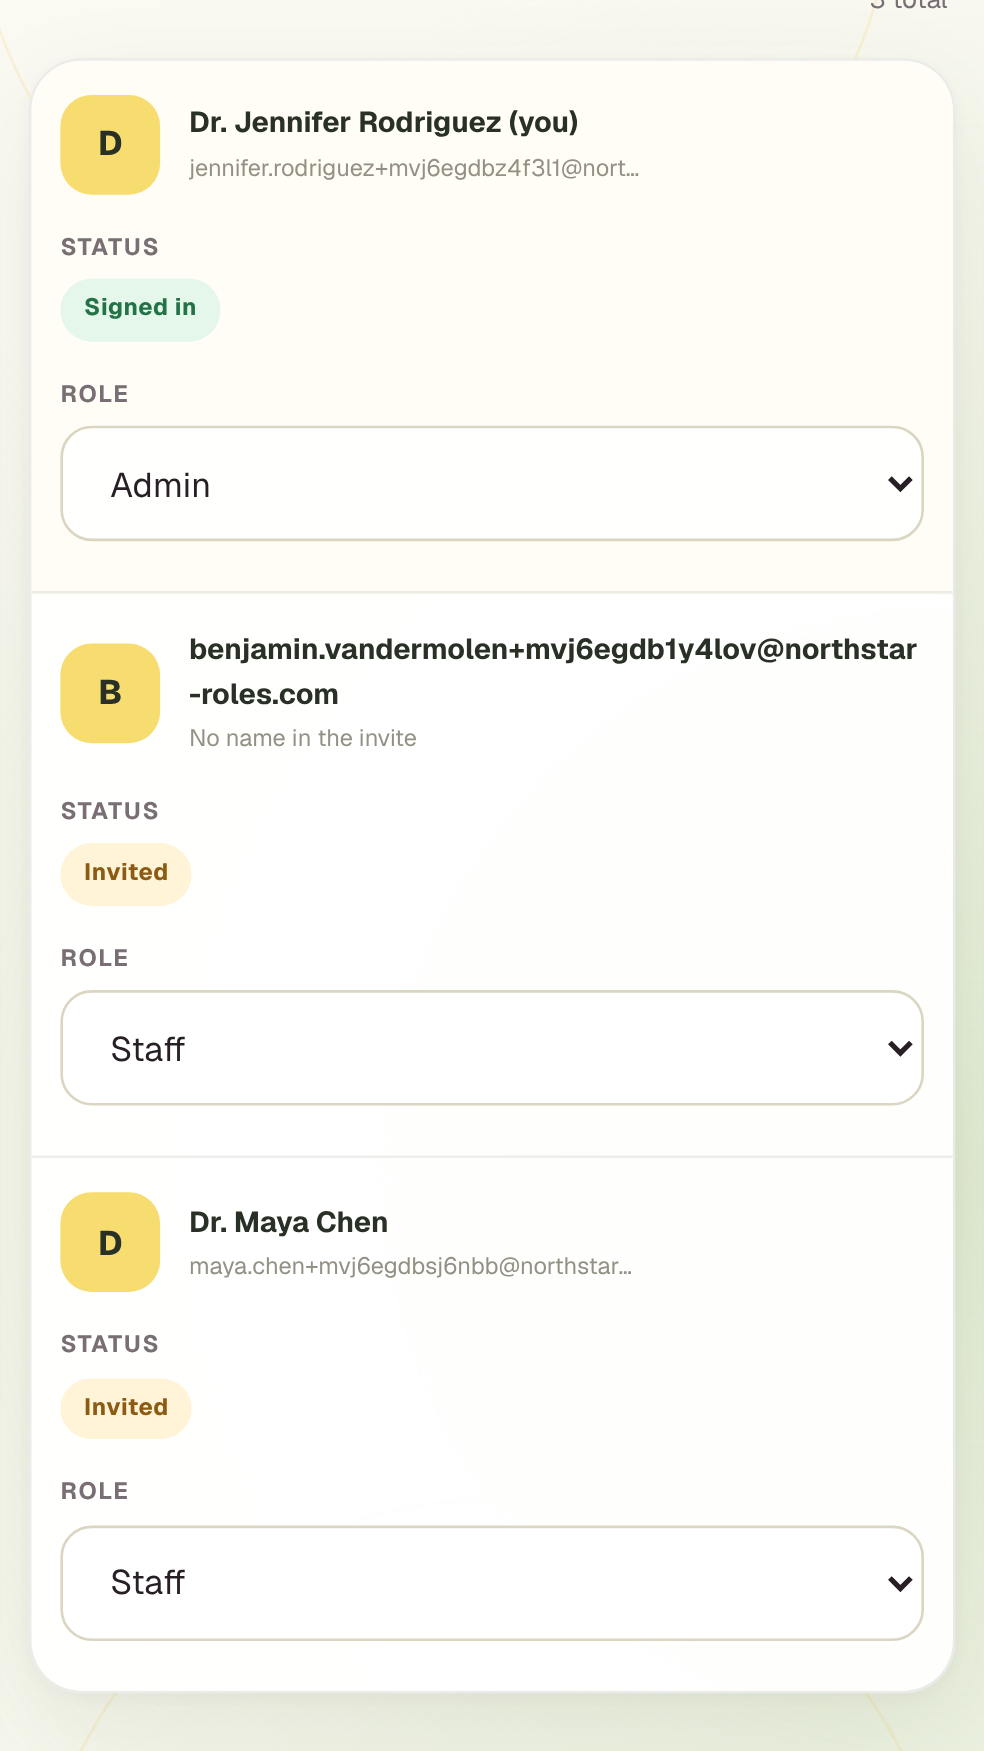 3 total
D
Dr. Jennifer Rodriguez (you)
jennifer.rodriguez+mvj6egdbz4f3l1@nort...
STATUS
Signed in
ROLE
Admin
B
benjamin.vandermolen+mvj6egdb1y4lov@northstar
-roles.com
No name in the invite
STATUS
Invited
ROLE
Staff
D
Dr. Maya Chen
maya.chen+mvj6egdbsj6nbb@northstar...
STATUS
Invited
ROLE
Staff